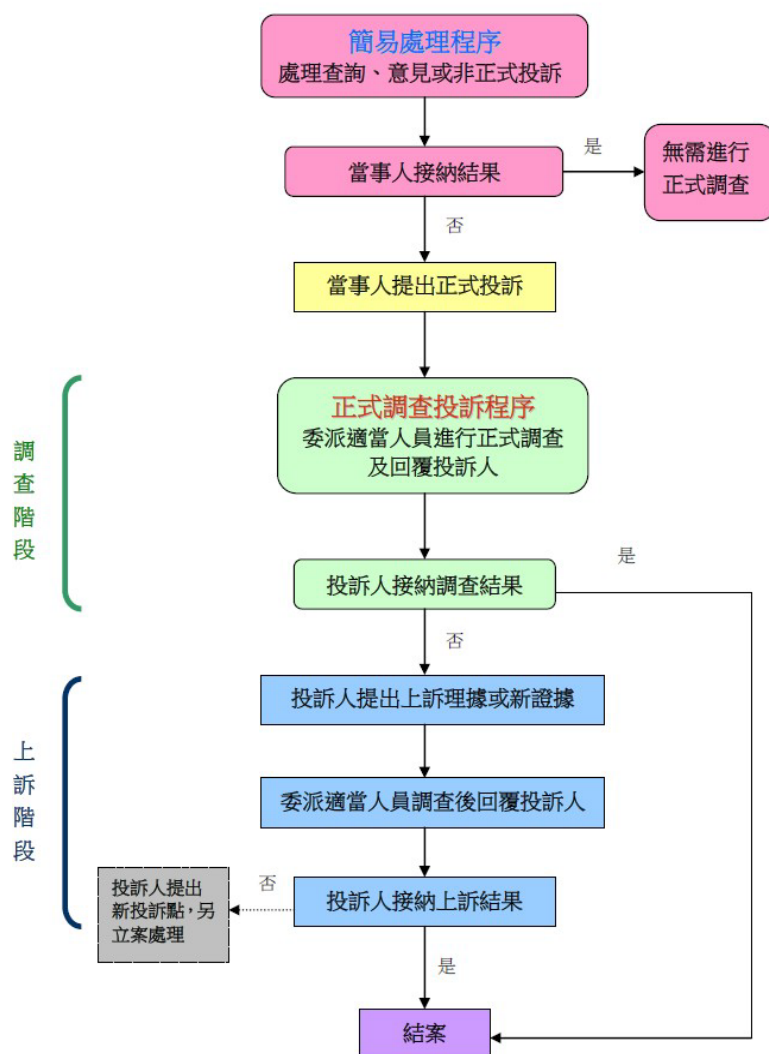 簡易處理程序
處理查詢、意見或非正式投訴
是
當事人接納結果
無需進行
正式調查
否
當事人提出正式投訴
調查階段
正式調查投訴程序
委派適當人員進行正式調查
及回覆投訴人
是
投訴人接納調查結果
否
上訴階段
投訴人提出上訴理據或新證據
委派適當人員調查後回覆投訴人
投訴人提出
新投訴點，另
立案處理
否
投訴人接納上訴結果
是
結案